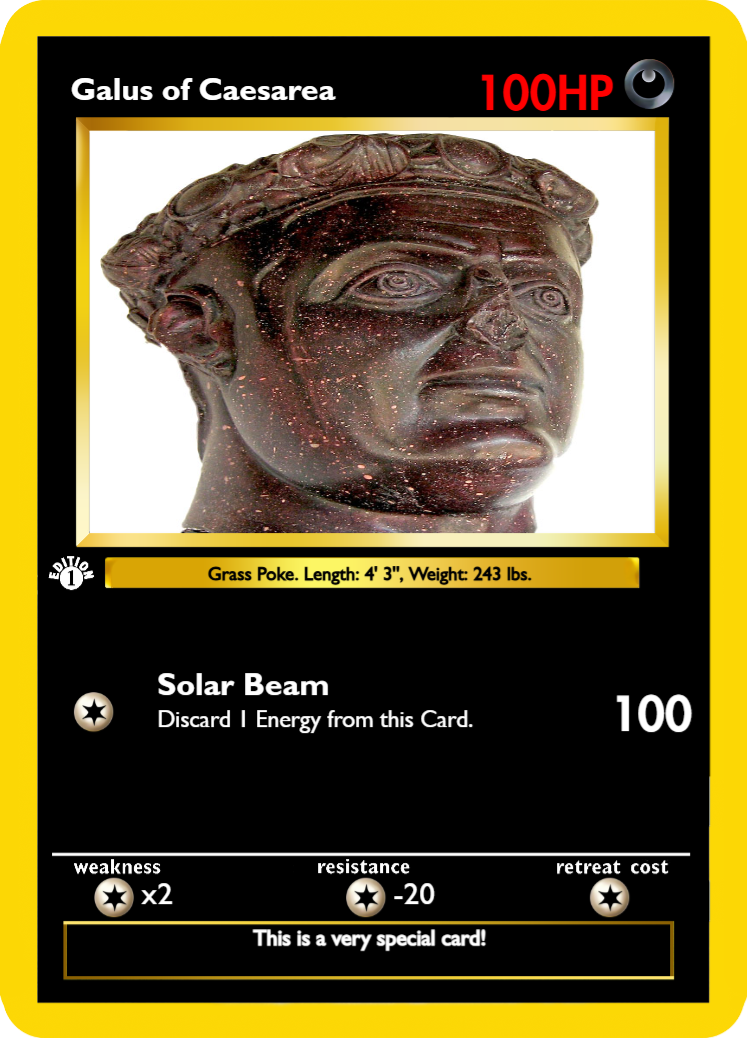 Galus of Caesarea 100HP
EDITION
1
Grass Poke. Length: 4' 3", Weight: 243 lbs.
Solar Beam
Discard 1 Energy from this Card.
100
weakness resistance retreat cost
x2 -20
This is a very special card!